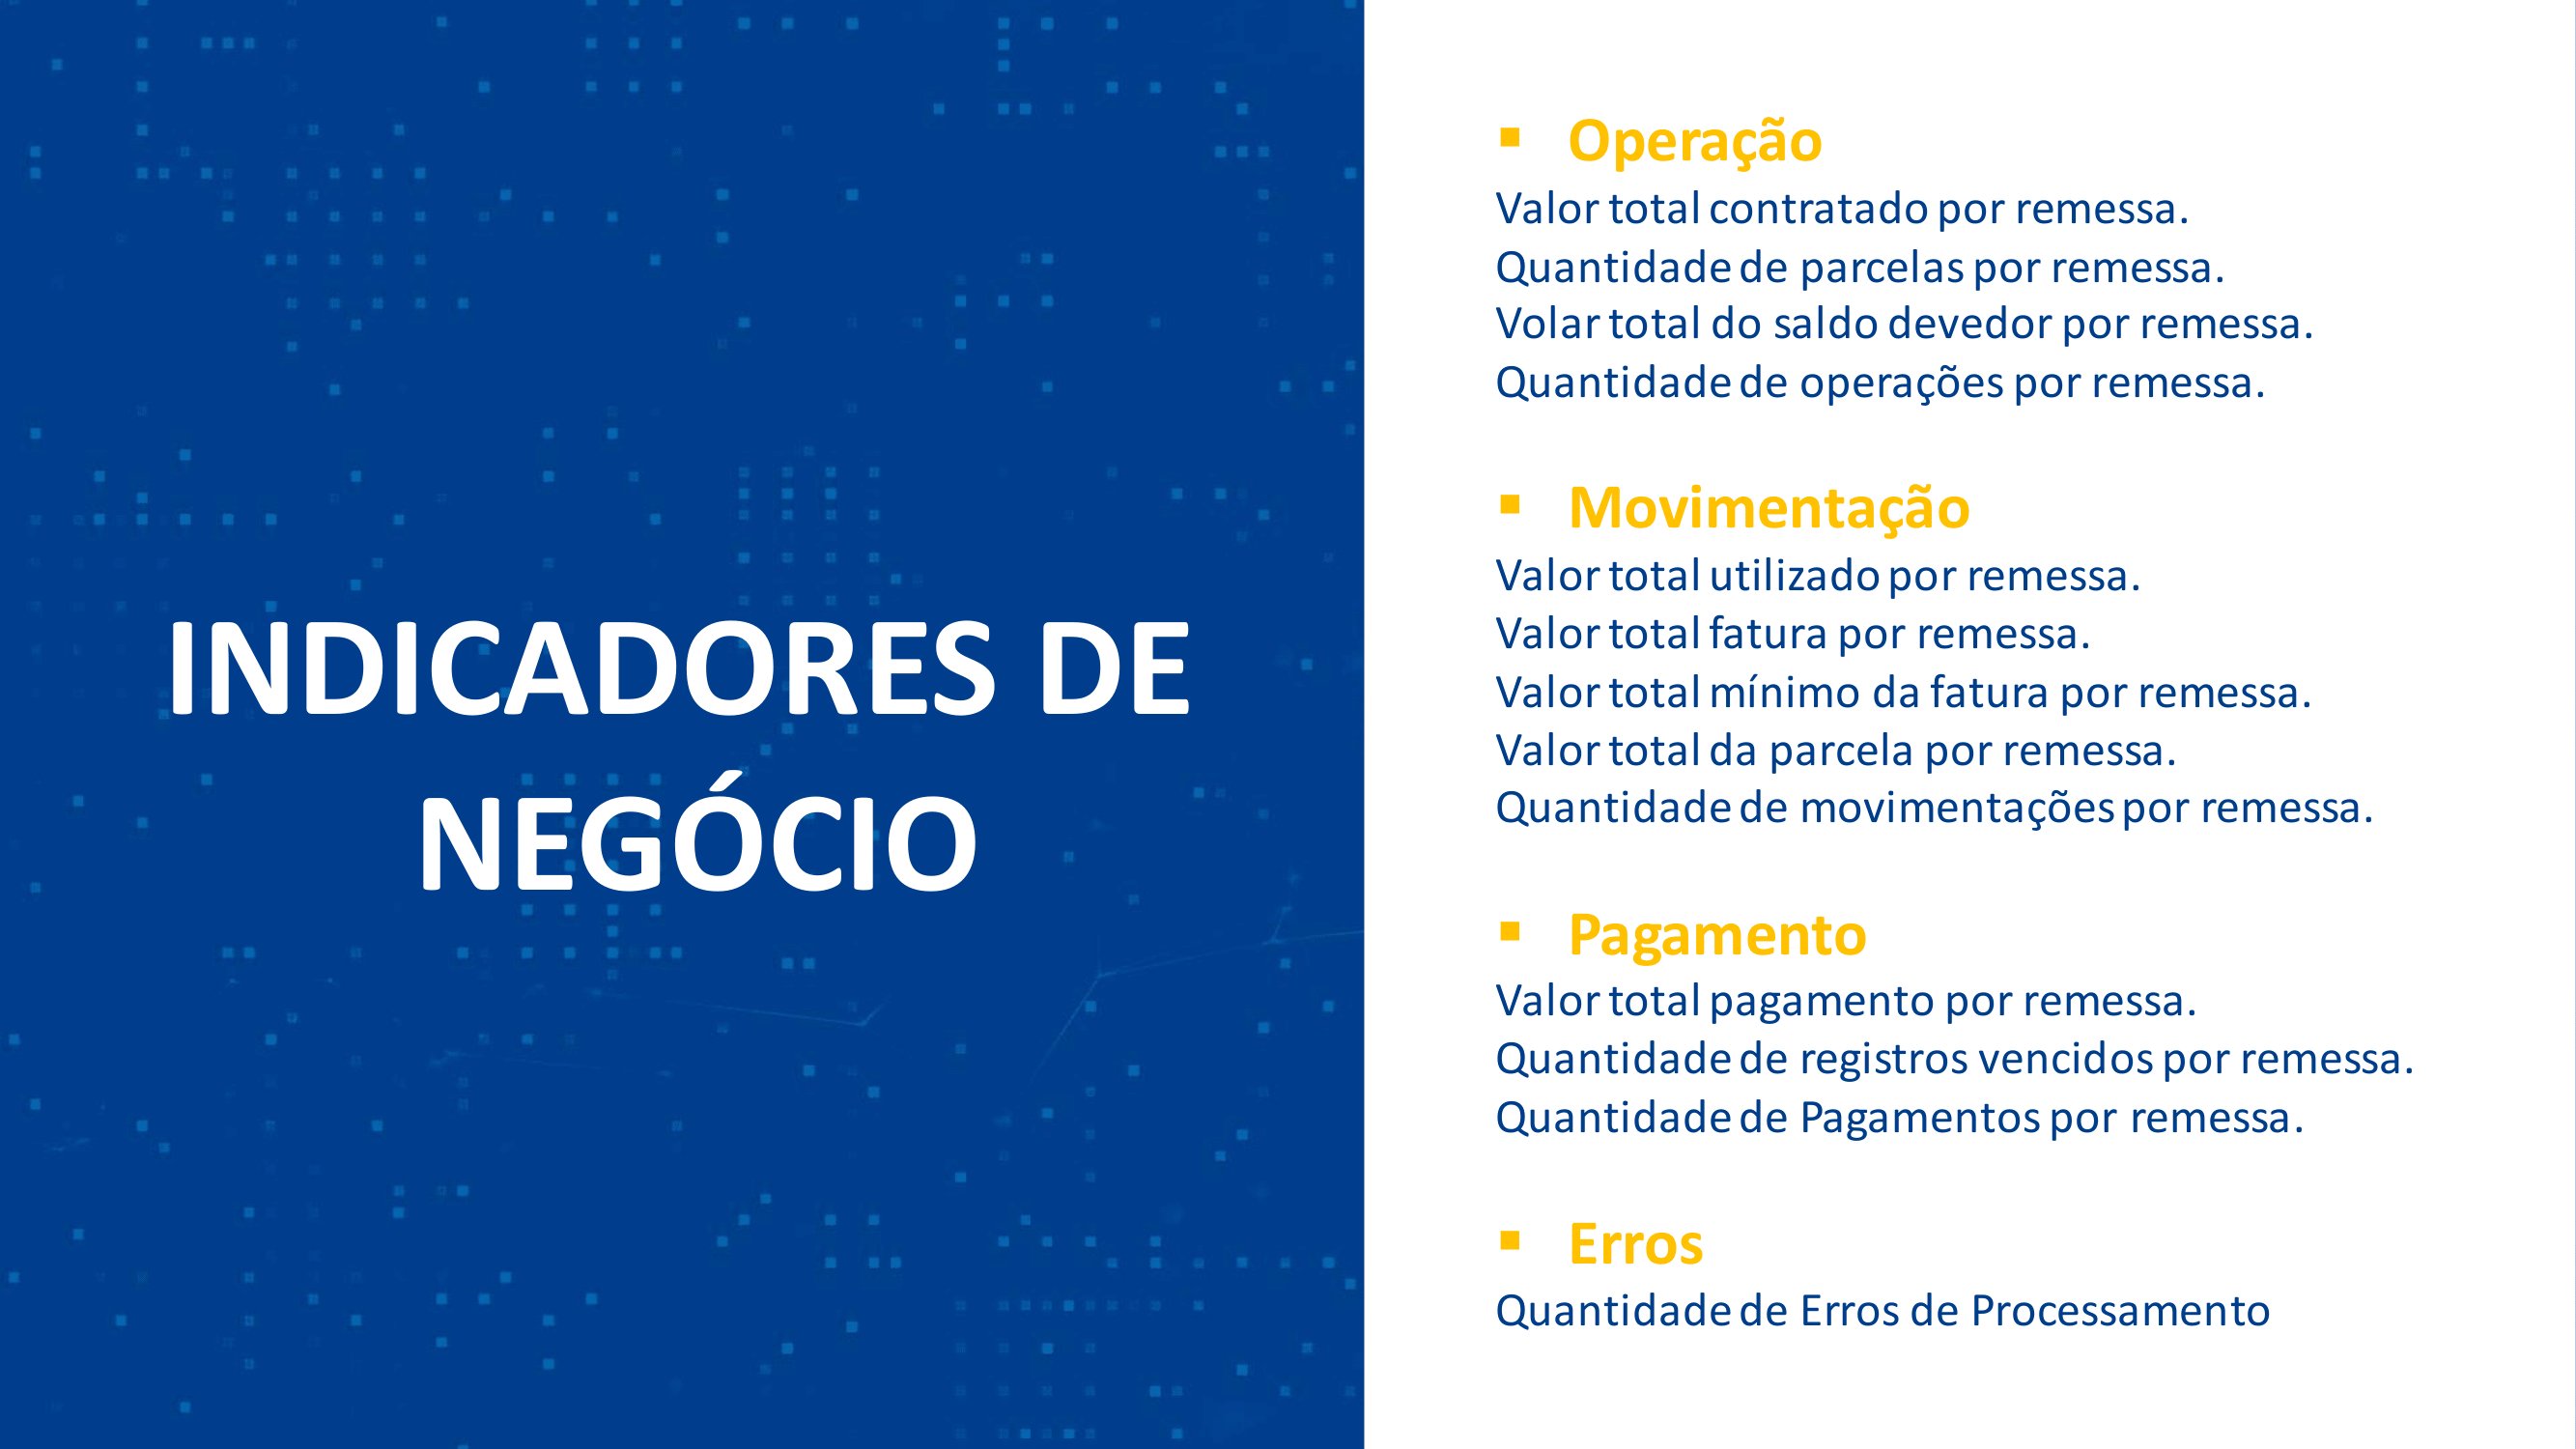 INDICADORES DE
NEGÓCIO
▪ Operação
Valor total contratado por remessa.
Quantidade de parcelas por remessa.
Volar total do saldo devedor por remessa.
Quantidade de operações por remessa.
▪ Movimentação
Valor total utilizado por remessa.
Valor total fatura por remessa.
Valor total mínimo da fatura por remessa.
Valor total da parcela por remessa.
Quantidade de movimentações por remessa.
▪ Pagamento
Valor total pagamento por remessa.
Quantidade de registros vencidos por remessa.
Quantidade de Pagamentos por remessa.
▪ Erros
Quantidade de Erros de Processamento